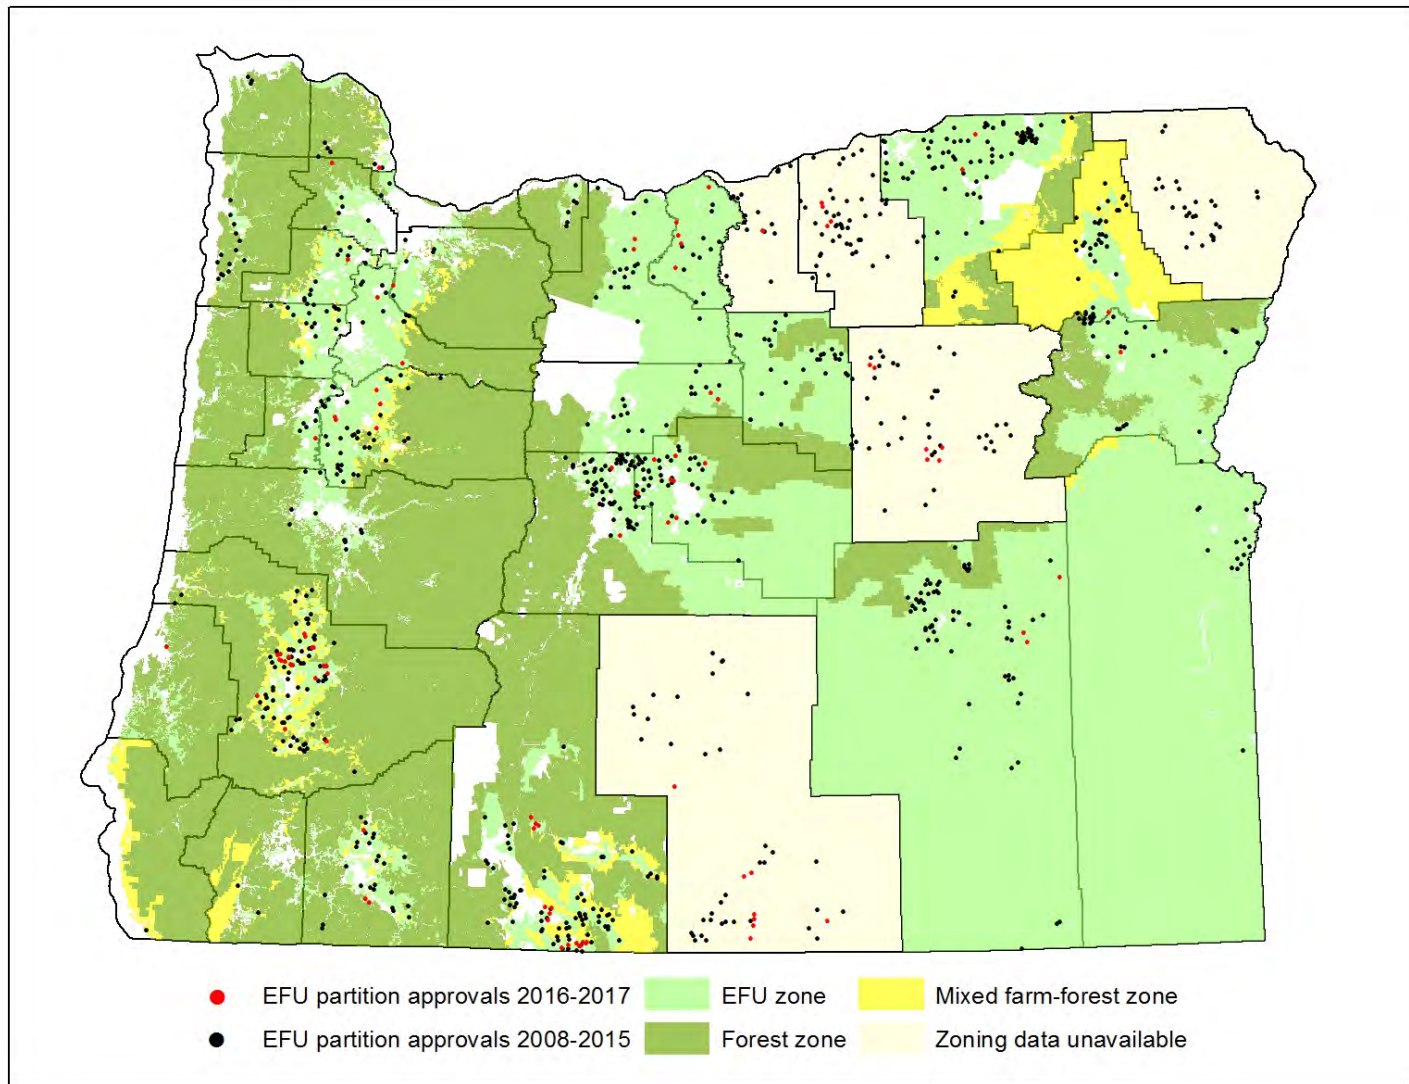 EFU partition approvals 2016-2017
EFU zone
Mixed farm-forest zone
EFU partition approvals 2008-2015
Forest zone
Zoning data unavailable